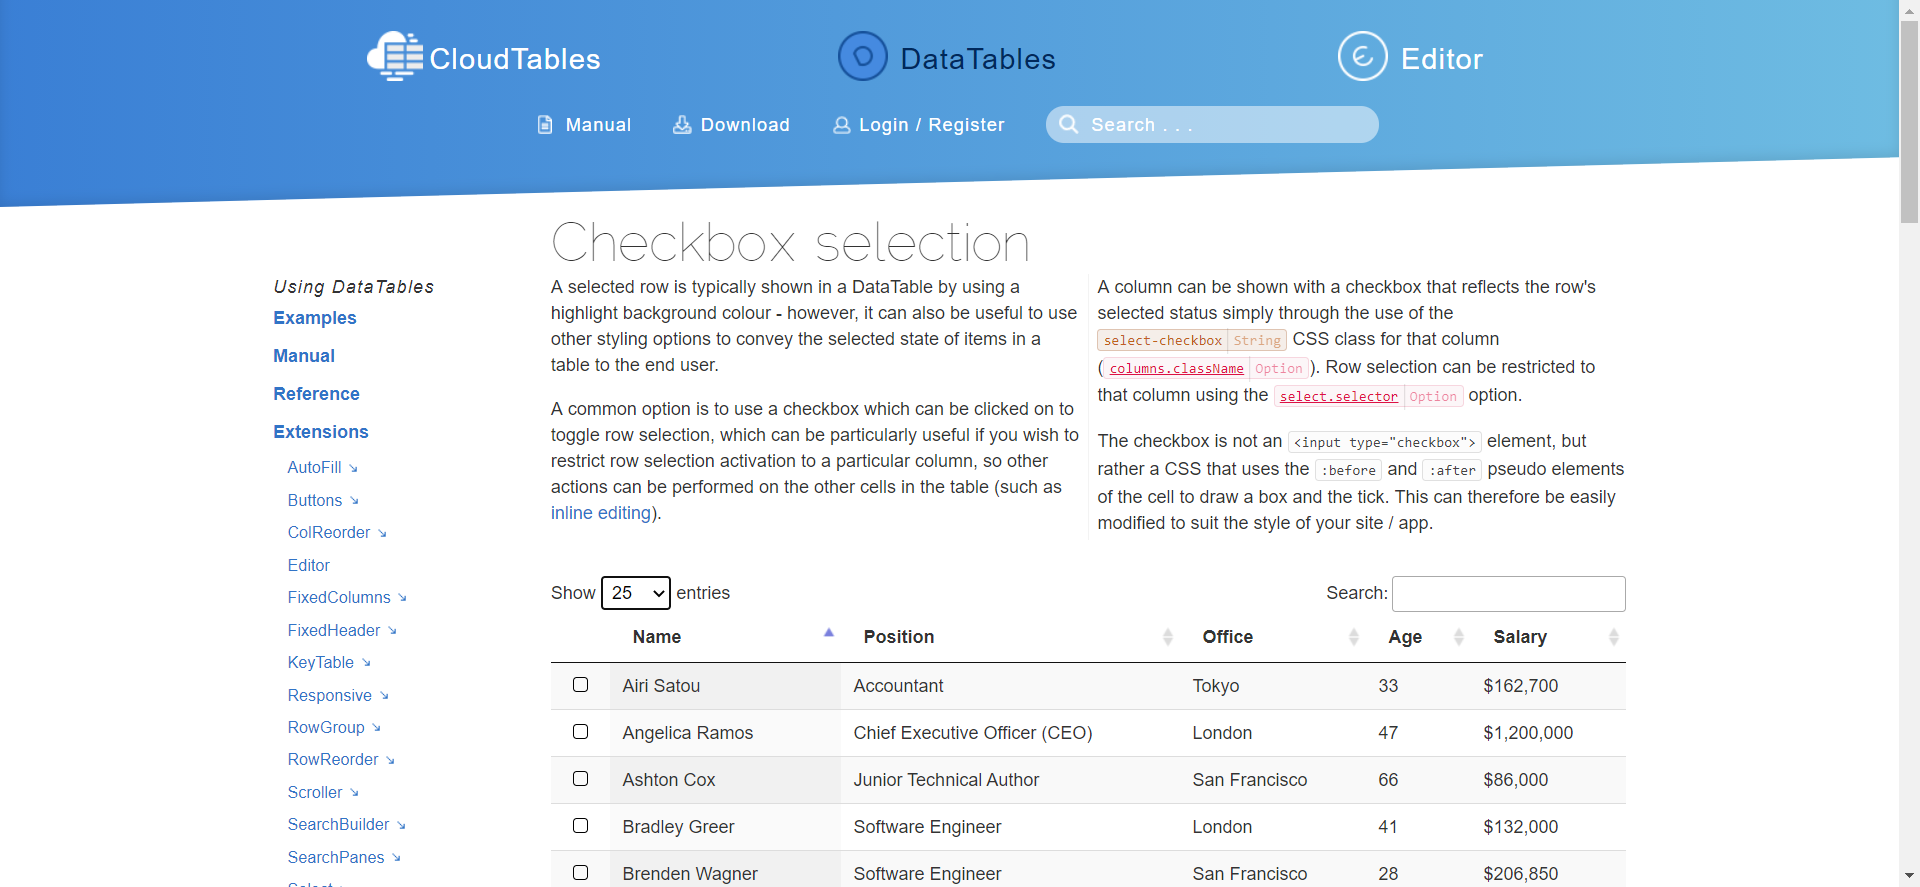 CloudTables
DataTables
Editor
Manual
Download
Login / Register
Search . . .
Checkbox selection
Using DataTables
Examples
Manual
Reference
Extensions
AutoFill ↘
Buttons ↘
ColReorder ↘
Editor
FixedColumns ↘
FixedHeader ↘
KeyTable ↘
Responsive ↘
RowGroup ↘
RowReorder ↘
Scroller ↘
SearchBuilder ↘
SearchPanes ↘
A selected row is typically shown in a DataTable by using a
highlight background colour - however, it can also be useful to use
other styling options to convey the selected state of items in a
table to the end user.
A common option is to use a checkbox which can be clicked on to
toggle row selection, which can be particularly useful if you wish to
restrict row selection activation to a particular column, so other
actions can be performed on the other cells in the table (such as
inline editing).
A column can be shown with a checkbox that reflects the row's
selected status simply through the use of the
select-checkbox String CSS class for that column
( columns.className Option ). Row selection can be restricted to
that column using the select.selector Option option.
The checkbox is not an <input type="checkbox"> element, but
rather a CSS that uses the :before and :after pseudo elements
of the cell to draw a box and the tick. This can therefore be easily
modified to suit the style of your site / app.
Show 25 entries
Search:
Name Position Office Age Salary
Airi Satou Accountant Tokyo 33 $162,700
Angelica Ramos Chief Executive Officer (CEO) London 47 $1,200,000
Ashton Cox Junior Technical Author San Francisco 66 $86,000
Bradley Greer Software Engineer London 41 $132,000
Brenden Wagner Software Engineer San Francisco 28 $206,850